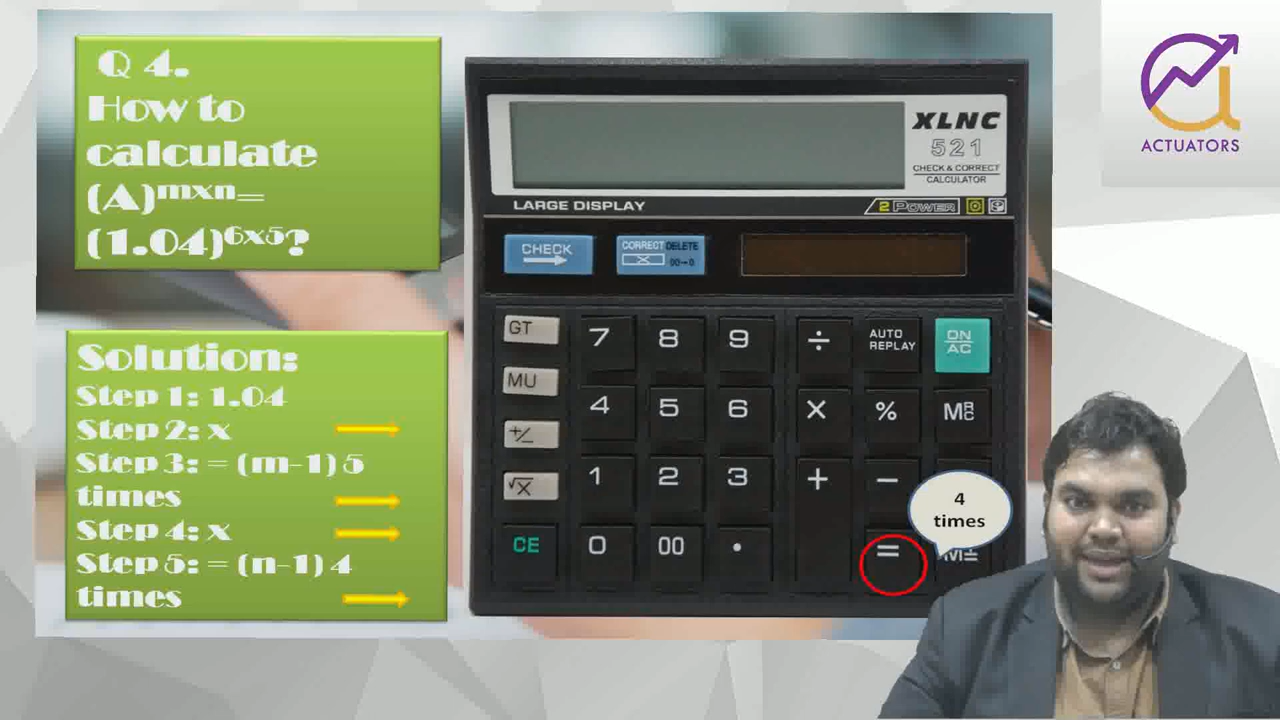 Q 4.
How to
calculate
(A)ᵐˣⁿ=
(1.04)⁶ˣ⁵?
Solution:
Step 1: 1.04
Step 2: x
Step 3: = (m-1) 5
times
Step 4: x
Step 5: = (n-1) 4
times
XLNC
521
CHECK & CORRECT
CALCULATOR
LARGE DISPLAY
2 POWER
CHECK
CORRECT DELETE
00→0
GT
7 8 9 ÷ AUTO REPLAY ON/AC
MU
4 5 6 X % MRC
+/-
1 2 3 + −
√X
CE 0 00 . = M±
4
times
ACTUATORS